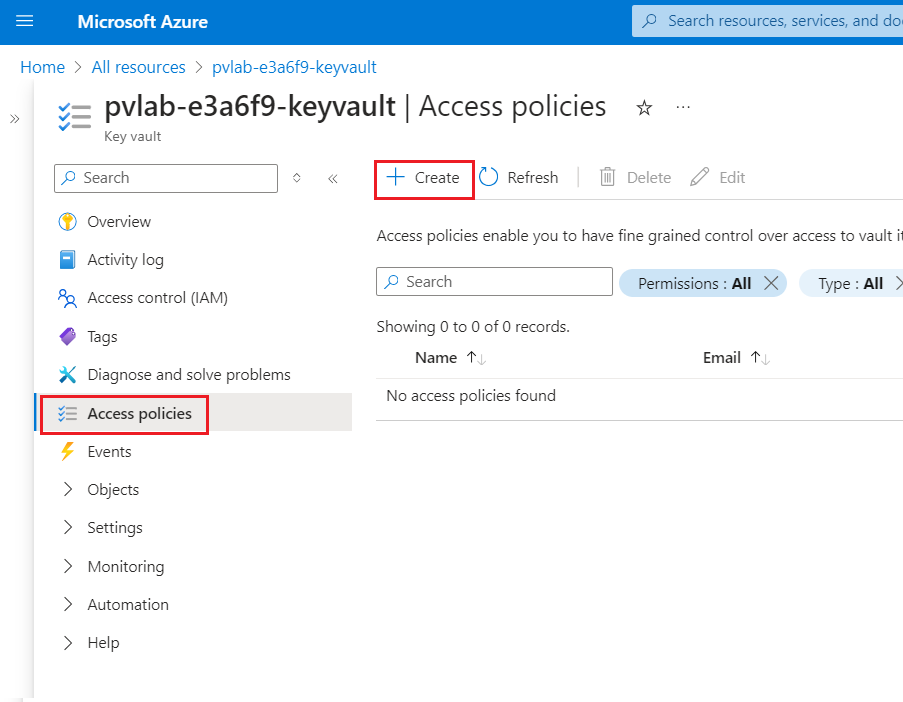 Microsoft Azure
Search resources, services, and do
Home > All resources > pvlab-e3a6f9-keyvault
pvlab-e3a6f9-keyvault | Access policies
Key vault
Search
Create
Refresh
Delete
Edit
Overview
Activity log
Access control (IAM)
Tags
Diagnose and solve problems
Access policies
Events
Objects
Settings
Monitoring
Automation
Help
Access policies enable you to have fine grained control over access to vault it
Search
Permissions : All
Type : All
Showing 0 to 0 of 0 records.
Name
Email
No access policies found